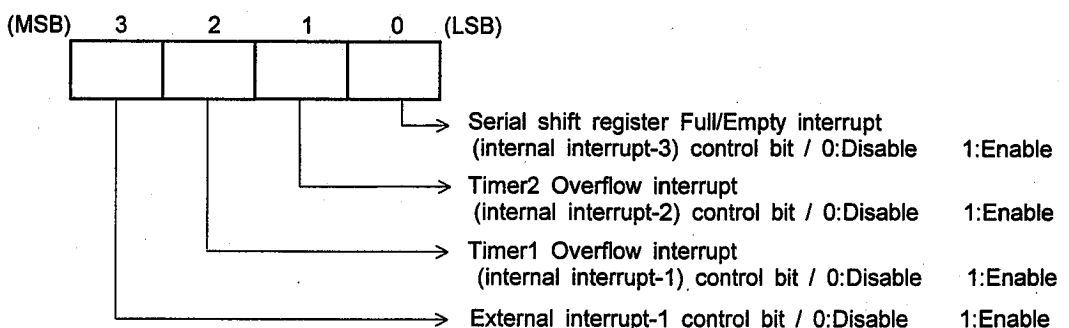 (MSB) 3 2 1 0 (LSB)
Serial shift register Full/Empty interrupt
(internal interrupt-3) control bit / 0:Disable 1:Enable
Timer2 Overflow interrupt
(internal interrupt-2) control bit / 0:Disable 1:Enable
Timer1 Overflow interrupt
(internal interrupt-1) control bit / 0:Disable 1:Enable
External interrupt-1 control bit / 0:Disable 1:Enable